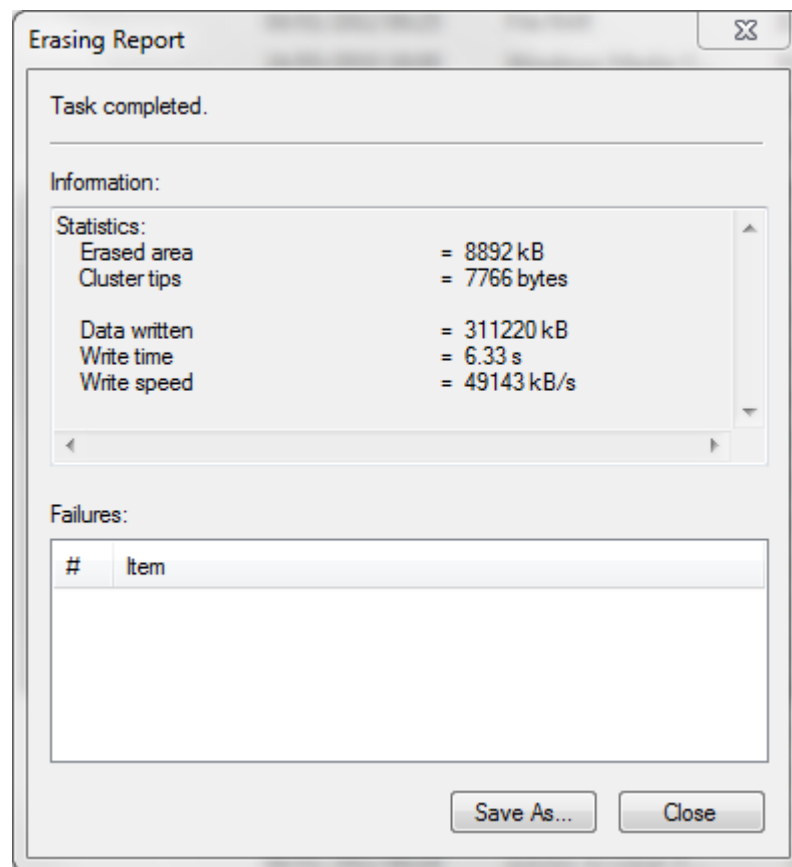 Erasing Report
Task completed.
Information:
Statistics:
Erased area = 8892 kB
Cluster tips = 7766 bytes
Data written = 311220 kB
Write time = 6.33 s
Write speed = 49143 kB/s
Failures:
# Item
Save As... Close